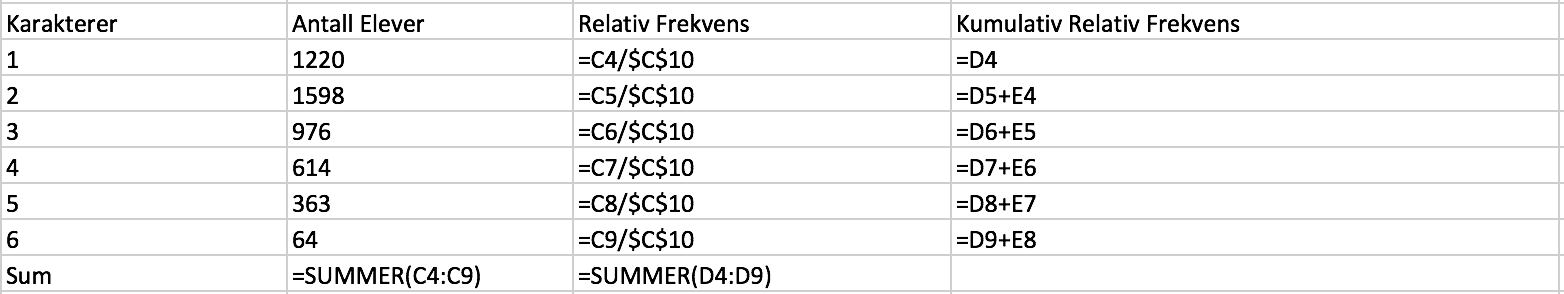 Karakterer Antall Elever Relativ Frekvens Kumulativ Relativ Frekvens
1 1220 =C4/$C$10 =D4
2 1598 =C5/$C$10 =D5+E4
3 976 =C6/$C$10 =D6+E5
4 614 =C7/$C$10 =D7+E6
5 363 =C8/$C$10 =D8+E7
6 64 =C9/$C$10 =D9+E8
Sum =SUMMER(C4:C9) =SUMMER(D4:D9)